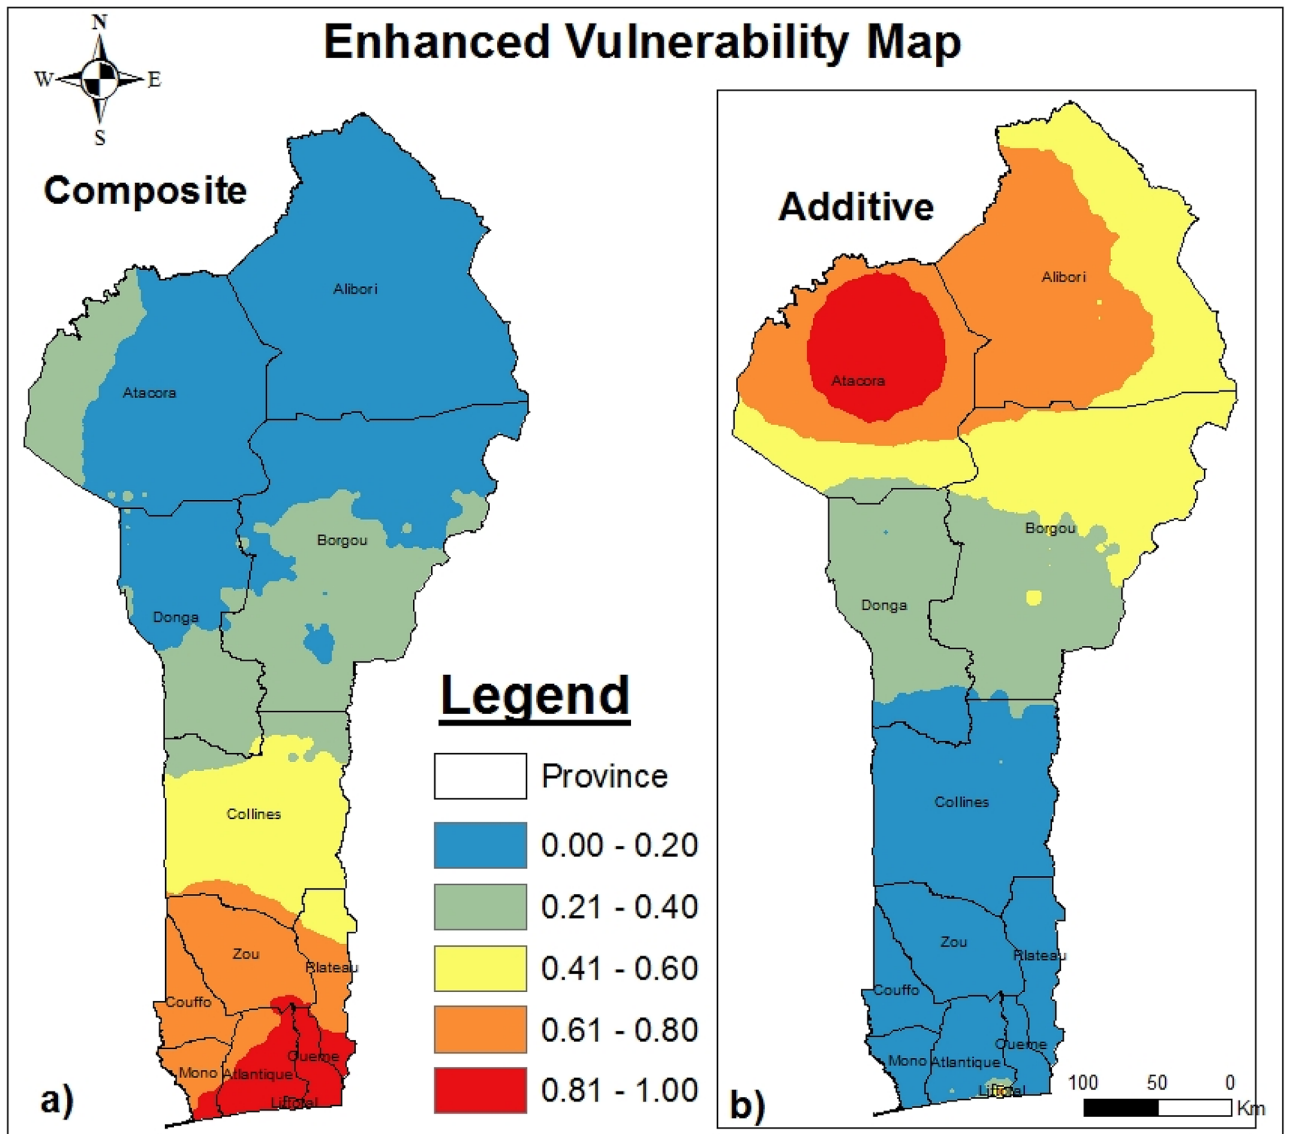 Enhanced Vulnerability Map
N
W
E
S
Composite
Alibori
Atacora
Borgou
Donga
Collines
Zou
Plateau
Couffo
Oueme
Mono
Atlantique
Littoral
a)
Legend
Province
0.00 - 0.20
0.21 - 0.40
0.41 - 0.60
0.61 - 0.80
0.81 - 1.00
Additive
Alibori
Atacora
Borgou
Donga
Collines
Zou
Plateau
Couffo
Oueme
Mono
Atlantique
Littoral
b)
100 50 0
Km